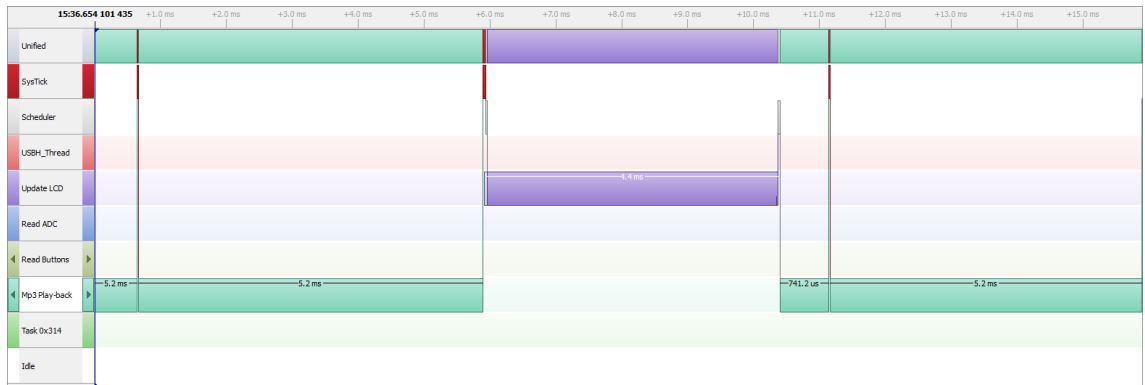 15:36.654 101 435 +1.0 ms +2.0 ms +3.0 ms +4.0 ms +5.0 ms +6.0 ms +7.0 ms +8.0 ms +9.0 ms +10.0 ms +11.0 ms +12.0 ms +13.0 ms +14.0 ms +15.0 ms
Unified
SysTick
Scheduler
USBH_Thread
Update LCD 4.4 ms
Read ADC
Read Buttons
Mp3 Play-back 5.2 ms 5.2 ms 741.2 us 5.2 ms
Task 0x314
Idle